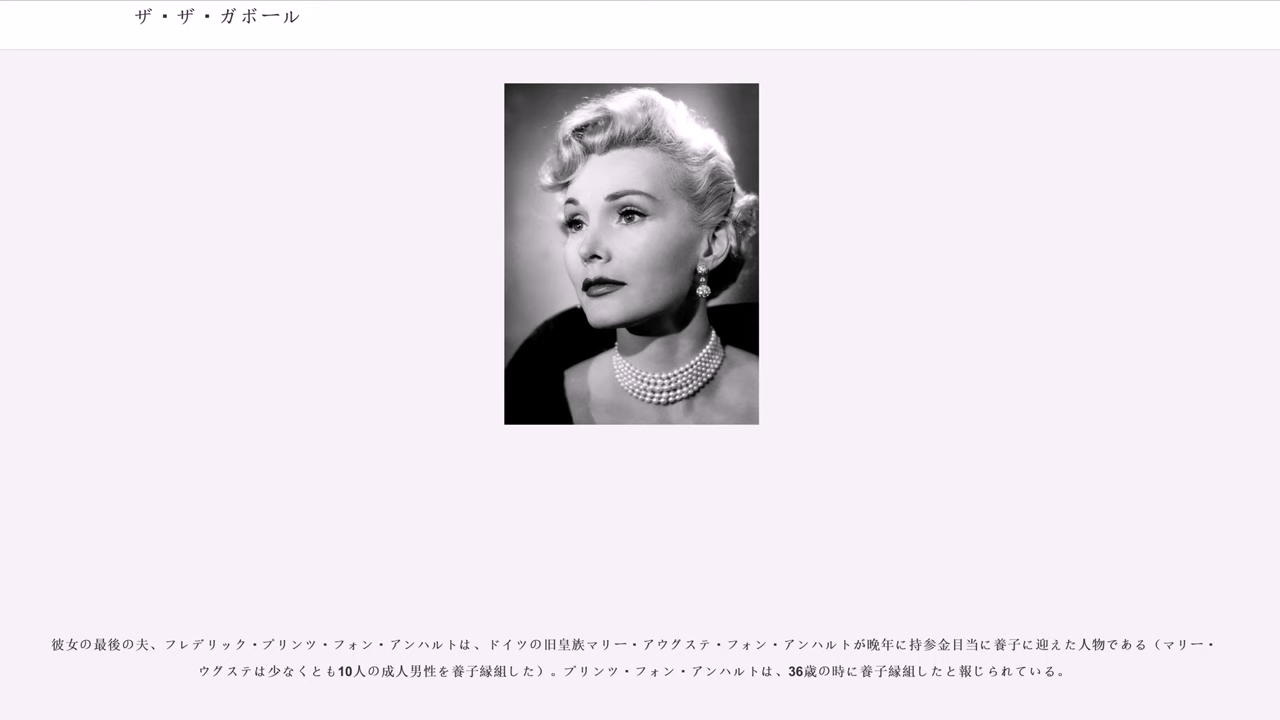 ザ・ザ・ガボール
彼女の最後の夫、フレデリック・プリンツ・フォン・アンハルトは、ドイツの旧皇族マリー・アウグステ・フォン・アンハルトが晩年に持参金目当に養子に迎えた人物である（マリー・
ウグステは少なくとも10人の成人男性を養子縁組した）。プリンツ・フォン・アンハルトは、36歳の時に養子縁組したと報じられている。